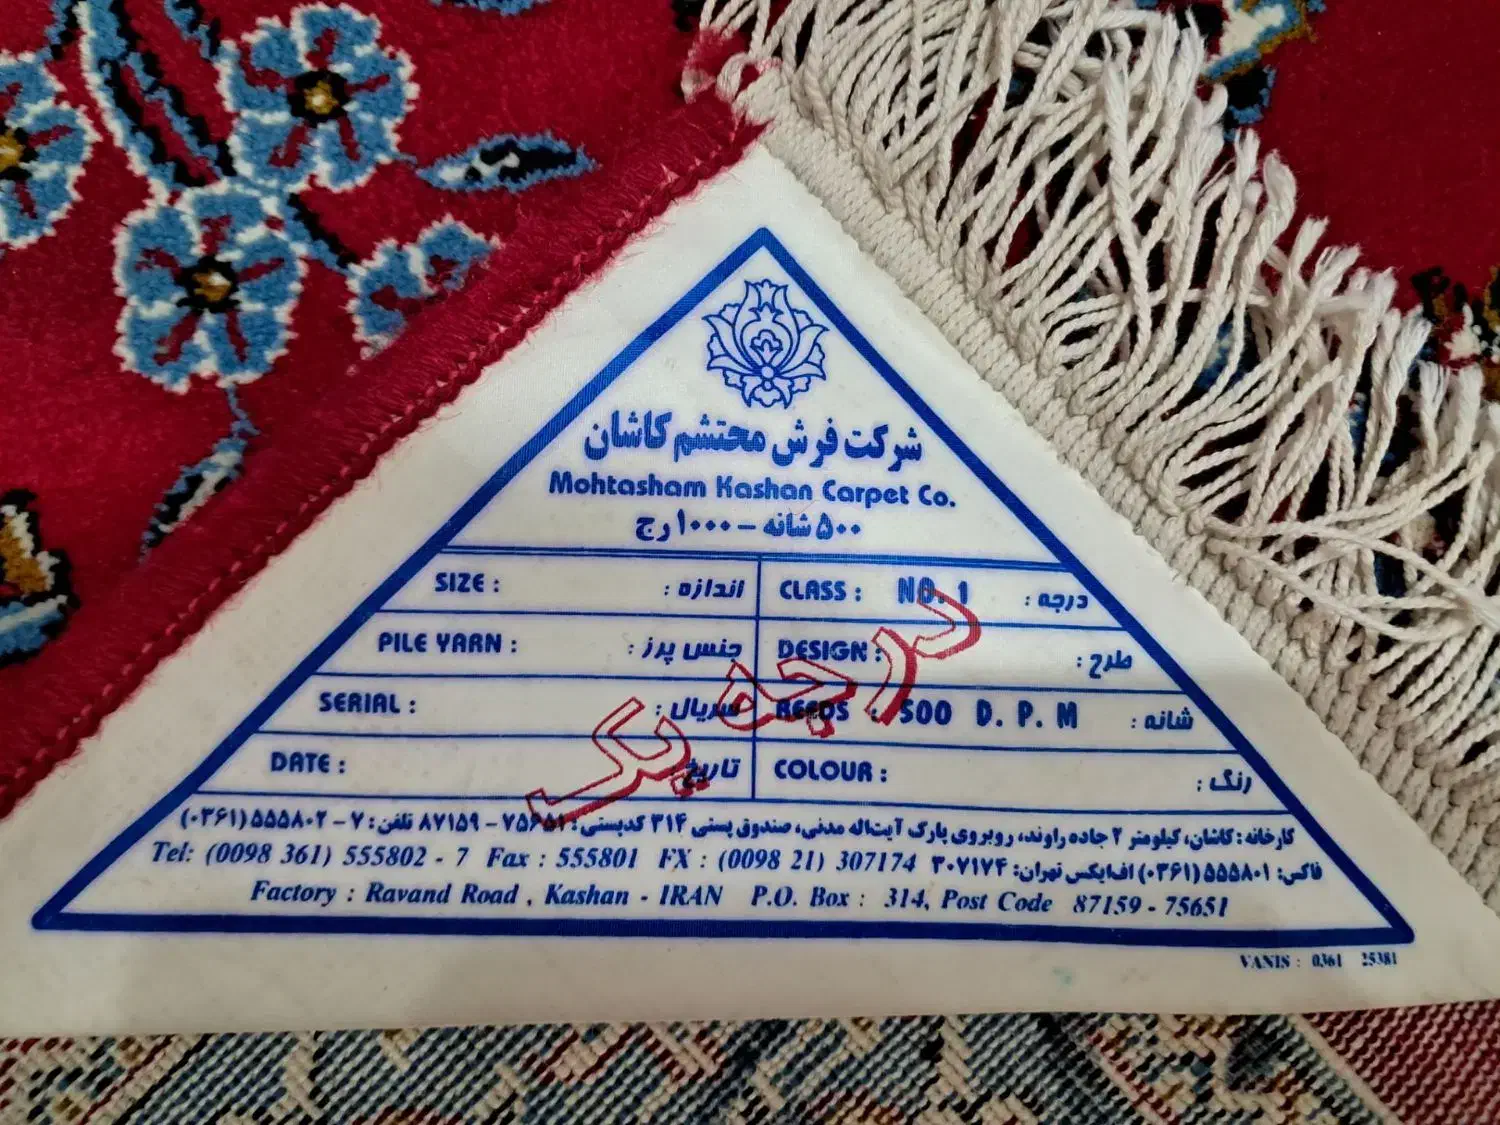 شرکت فرش محتشم کاشان
Mohtasham Kashan Carpet Co.
۵۰۰ شانه - ۱۰۰۰ رج
SIZE : اندازه : CLASS : NO. 1 درجه :
PILE YARN : جنس پرز : DESIGN : طرح :
SERIAL : سریال : REEDS : 500 D. P. M شانه :
DATE : تاریخ COLOUR : رنگ :
درجه یک
کارخانه : کاشان، کیلومتر ۲ جاده راوند، روبروی پارک آیت‌اله مدنی، صندوق پستی ۳۱۴ کدپستی : ۷۵۶۵۱ - ۸۷۱۵۹ تلفن : ۷ - ۵۵۵۸۰۲ (۰۳۶۱)
فاکس: ۵۵۵۸۰۱ (۰۳۶۱) اف‌ایکس تهران: ۳۰۷۱۷۴
Tel: (0098 361) 555802 - 7 Fax : 555801 FX : (0098 21) 307174
Factory : Ravand Road , Kashan - IRAN P.O. Box : 314, Post Code 87159 - 75651
VANIS : 0361 25381